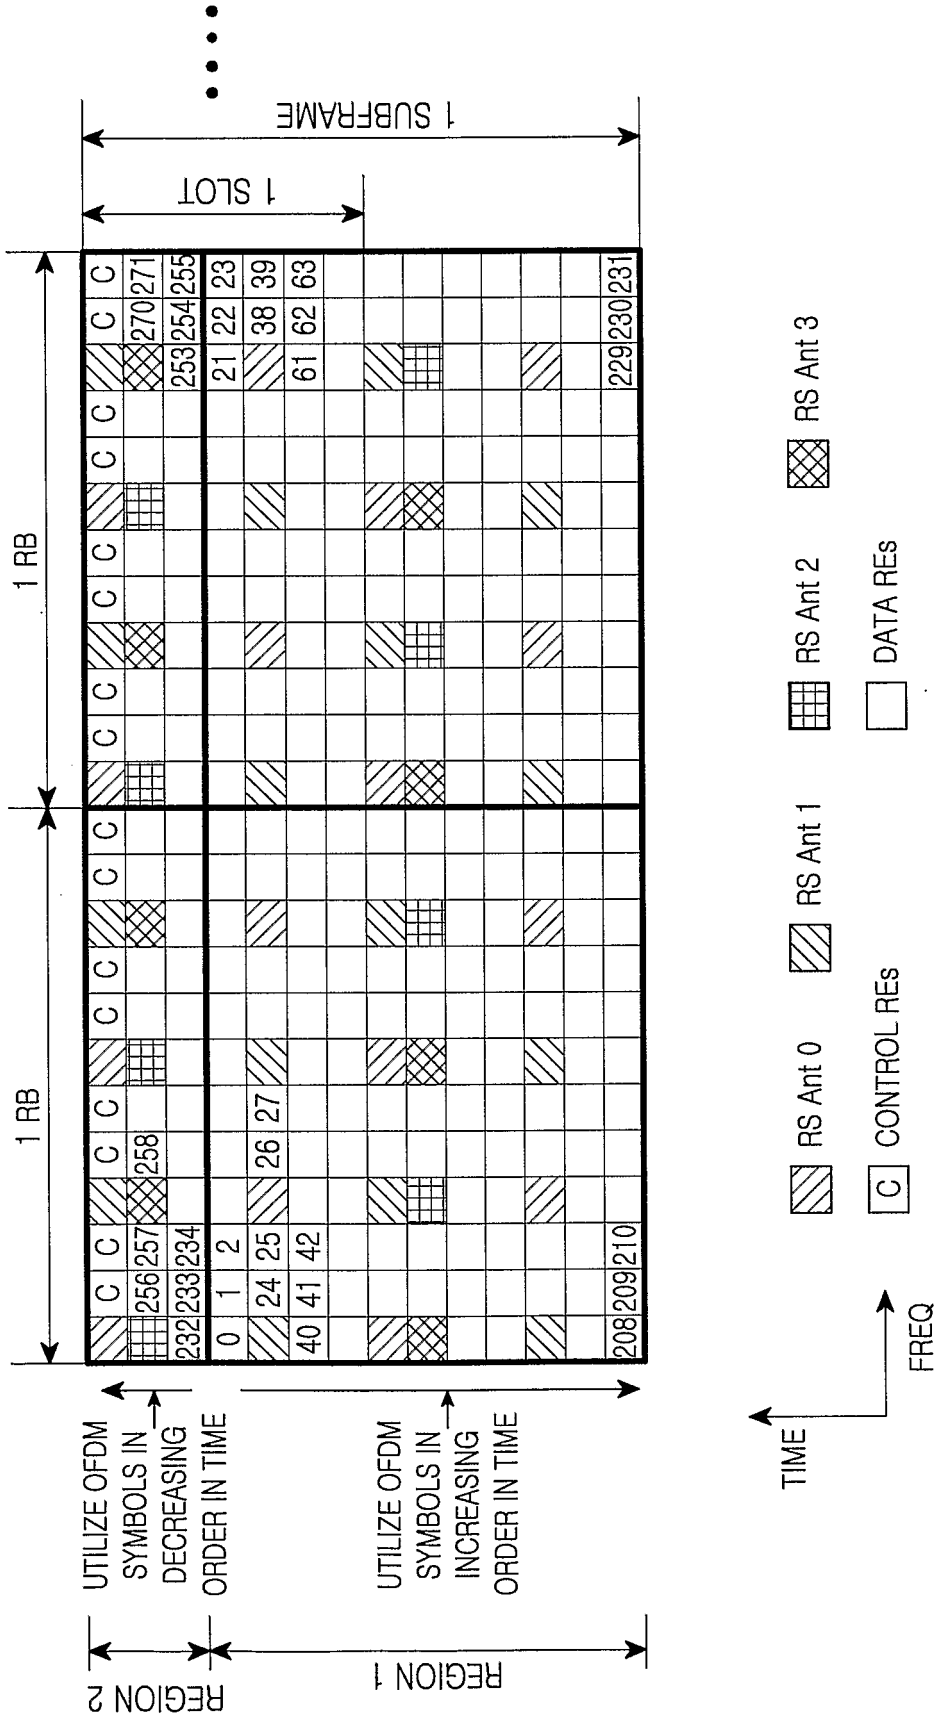 1 RB
1 RB
1 SLOT
1 SUBFRAME
C C C C C C C C C C C C C C C C
256 257 258 270 271
232 233 234 253 254 255
0 1 2 21 22 23
24 25 26 27 38 39
40 41 42 61 62 63
208 209 210 229 230 231
UTILIZE OFDM
SYMBOLS IN
DECREASING
ORDER IN TIME
UTILIZE OFDM
SYMBOLS IN
INCREASING
ORDER IN TIME
REGION 2
REGION 1
TIME
FREQ
RS Ant 0
RS Ant 1
RS Ant 2
RS Ant 3
C CONTROL REs
DATA REs